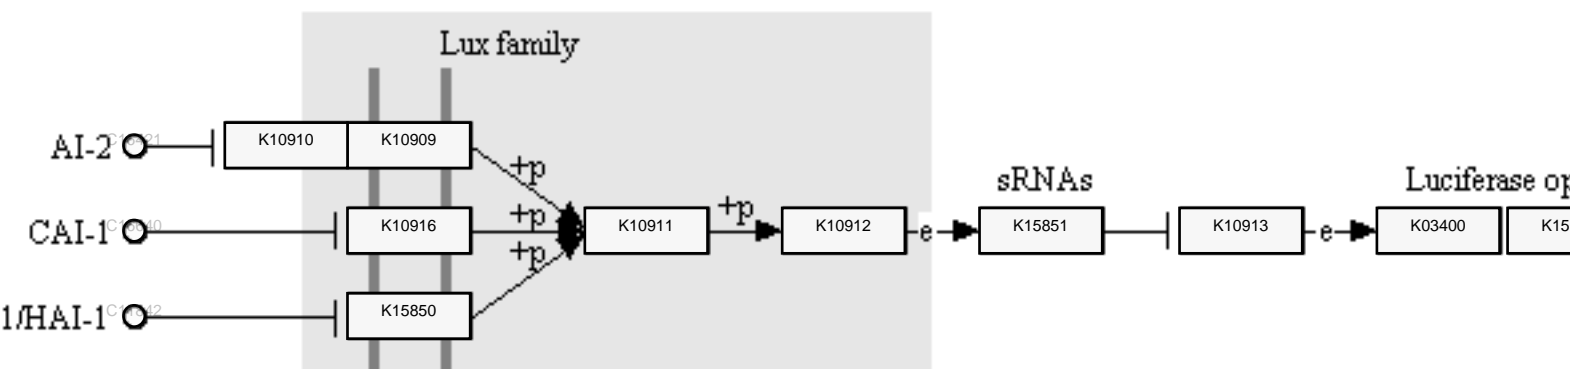 Lux family
AI-2
K10910
K10909
+p
sRNAs
Luciferase op
CAI-1
K10916
+p
K10911
+p
K10912
e
K15851
K10913
e
K03400
K15
+p
1/HAI-1
K15850